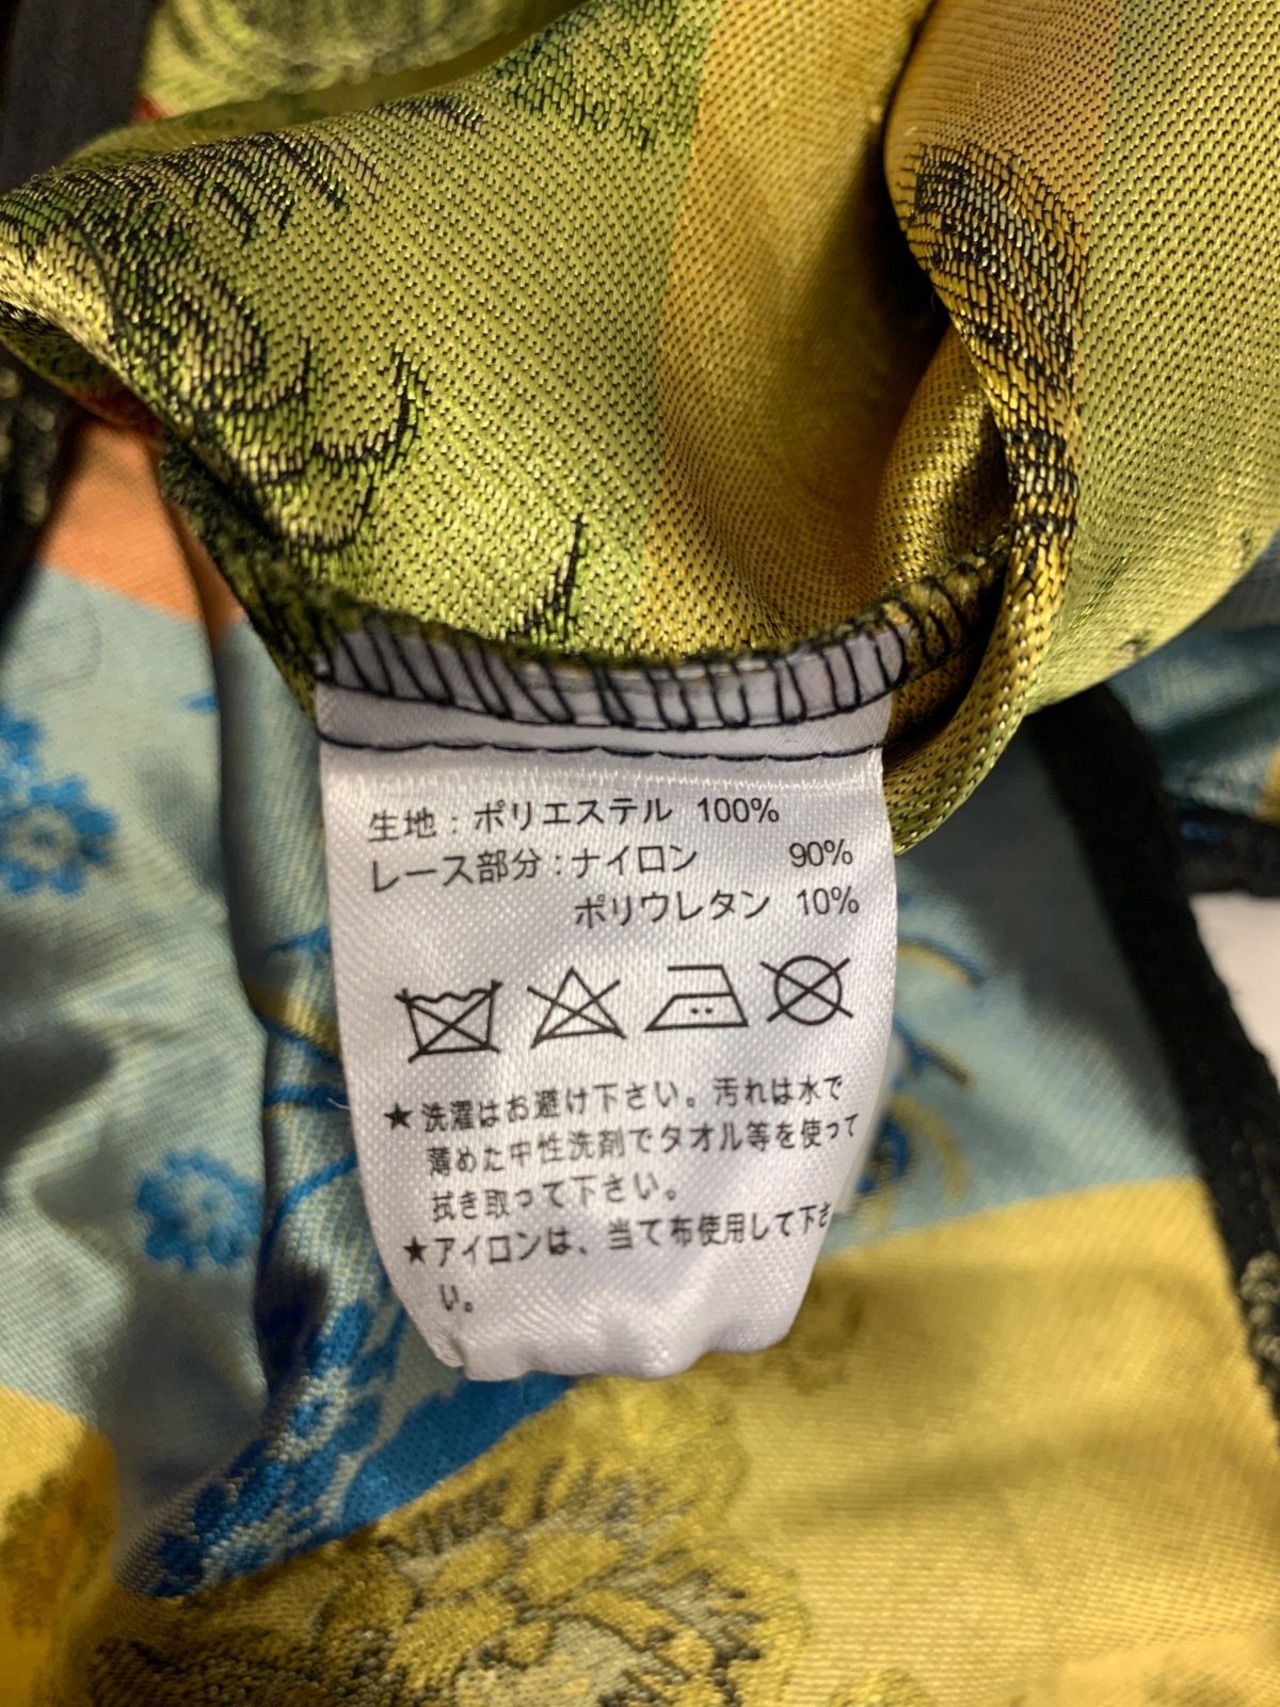 生地：ポリエステル 100%
レース部分：ナイロン 90%
ポリウレタン 10%
★洗濯はお避け下さい。汚れは水で
薄めた中性洗剤でタオル等を使って
拭き取って下さい。
★アイロンは、当て布使用して下さ
い。